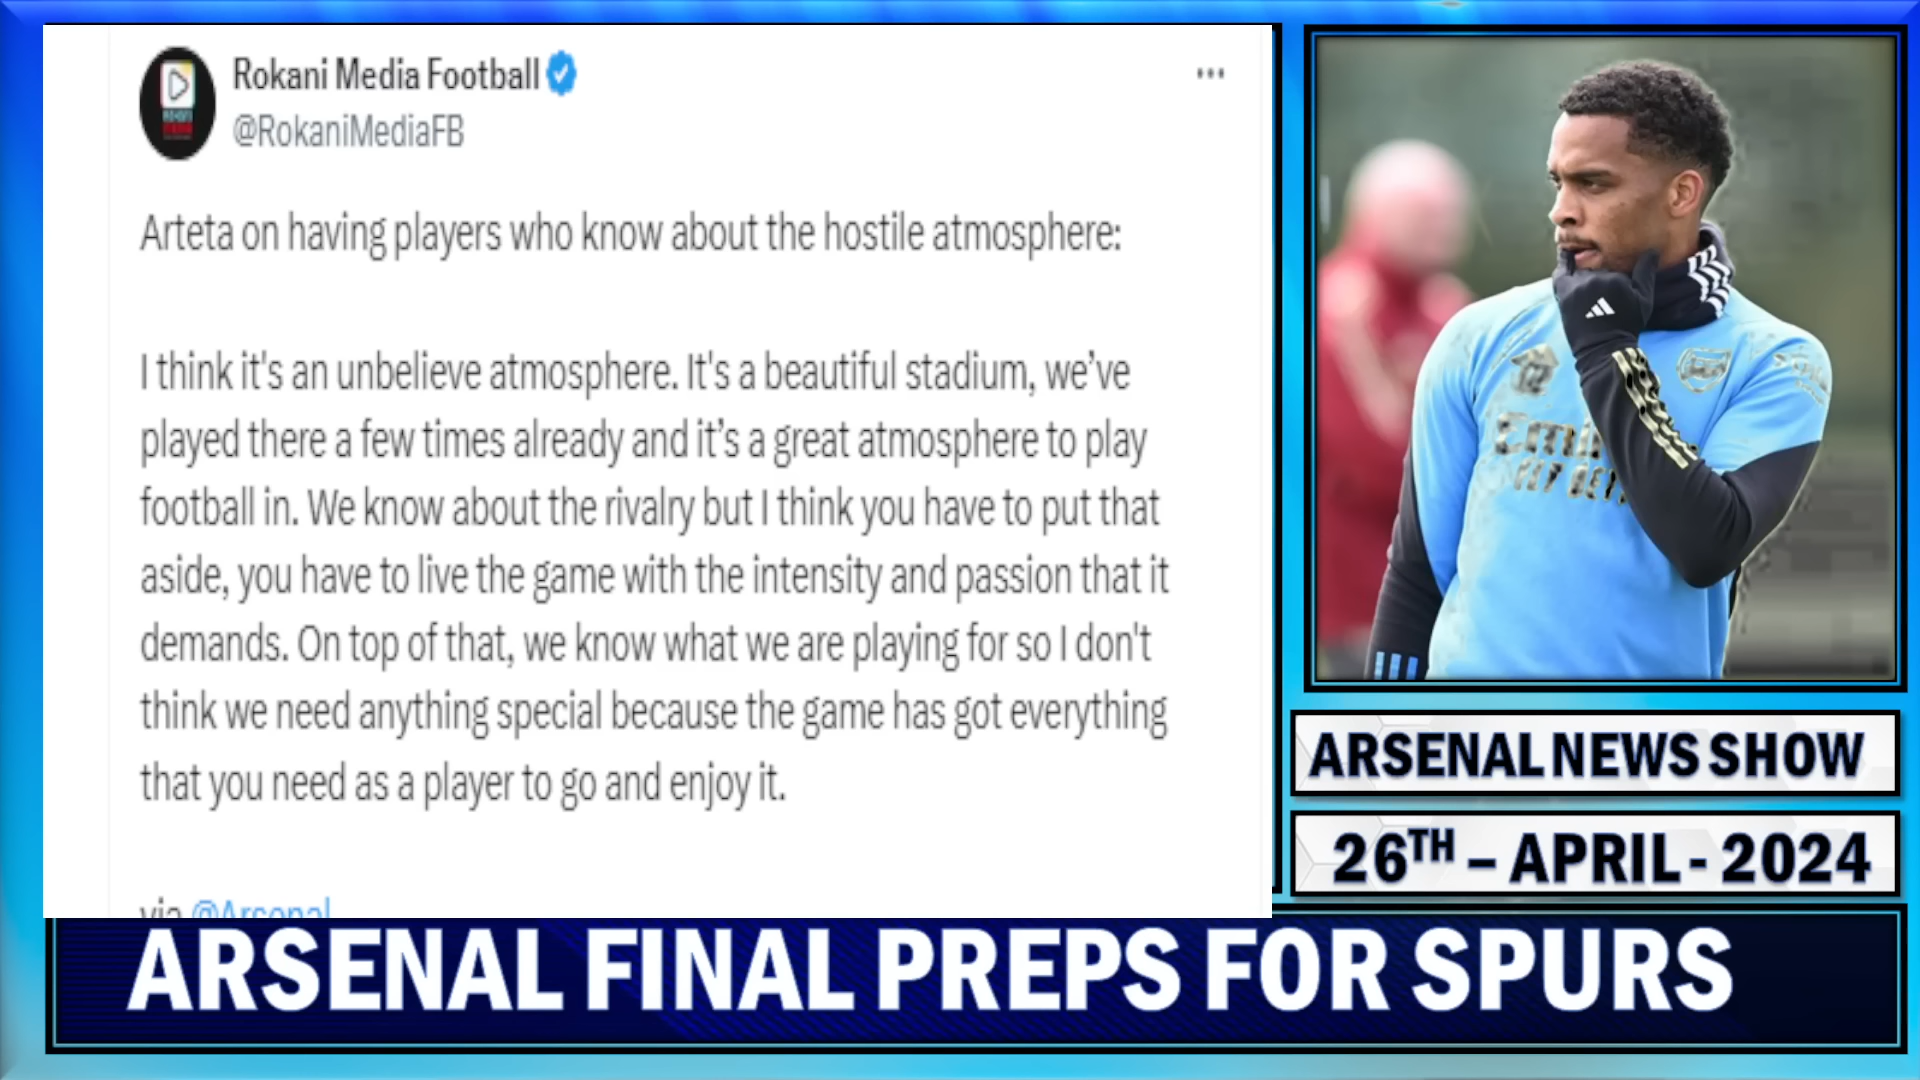 Rokani Media Football
@RokaniMediaFB
Arteta on having players who know about the hostile atmosphere:
I think it's an unbelieve atmosphere. It's a beautiful stadium, we’ve
played there a few times already and it’s a great atmosphere to play
football in. We know about the rivalry but I think you have to put that
aside, you have to live the game with the intensity and passion that it
demands. On top of that, we know what we are playing for so I don't
think we need anything special because the game has got everything
that you need as a player to go and enjoy it.
via @Arsenal
ARSENAL NEWS SHOW
26TH – APRIL - 2024
ARSENAL FINAL PREPS FOR SPURS